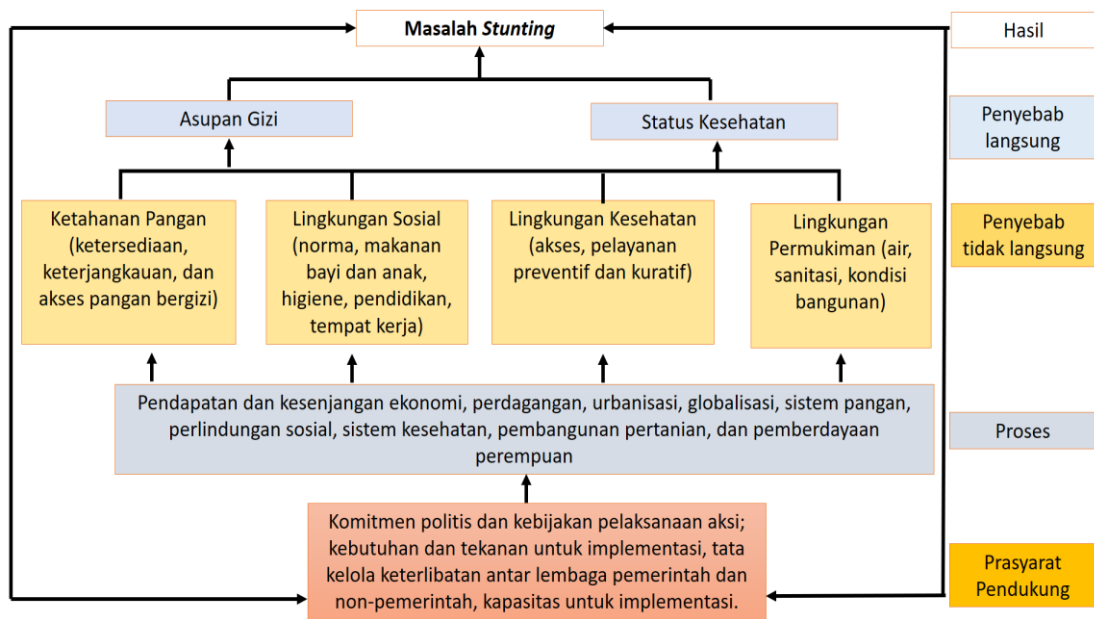 Masalah Stunting
Hasil
Asupan Gizi
Status Kesehatan
Penyebab
langsung
Ketahanan Pangan
(ketersediaan,
keterjangkauan, dan
akses pangan bergizi)
Lingkungan Sosial
(norma, makanan
bayi dan anak,
higiene, pendidikan,
tempat kerja)
Lingkungan Kesehatan
(akses, pelayanan
preventif dan kuratif)
Lingkungan
Permukiman (air,
sanitasi, kondisi
bangunan)
Penyebab
tidak langsung
Pendapatan dan kesenjangan ekonomi, perdagangan, urbanisasi, globalisasi, sistem pangan,
perlindungan sosial, sistem kesehatan, pembangunan pertanian, dan pemberdayaan
perempuan
Proses
Komitmen politis dan kebijakan pelaksanaan aksi;
kebutuhan dan tekanan untuk implementasi, tata
kelola keterlibatan antar lembaga pemerintah dan
non-pemerintah, kapasitas untuk implementasi.
Prasyarat
Pendukung